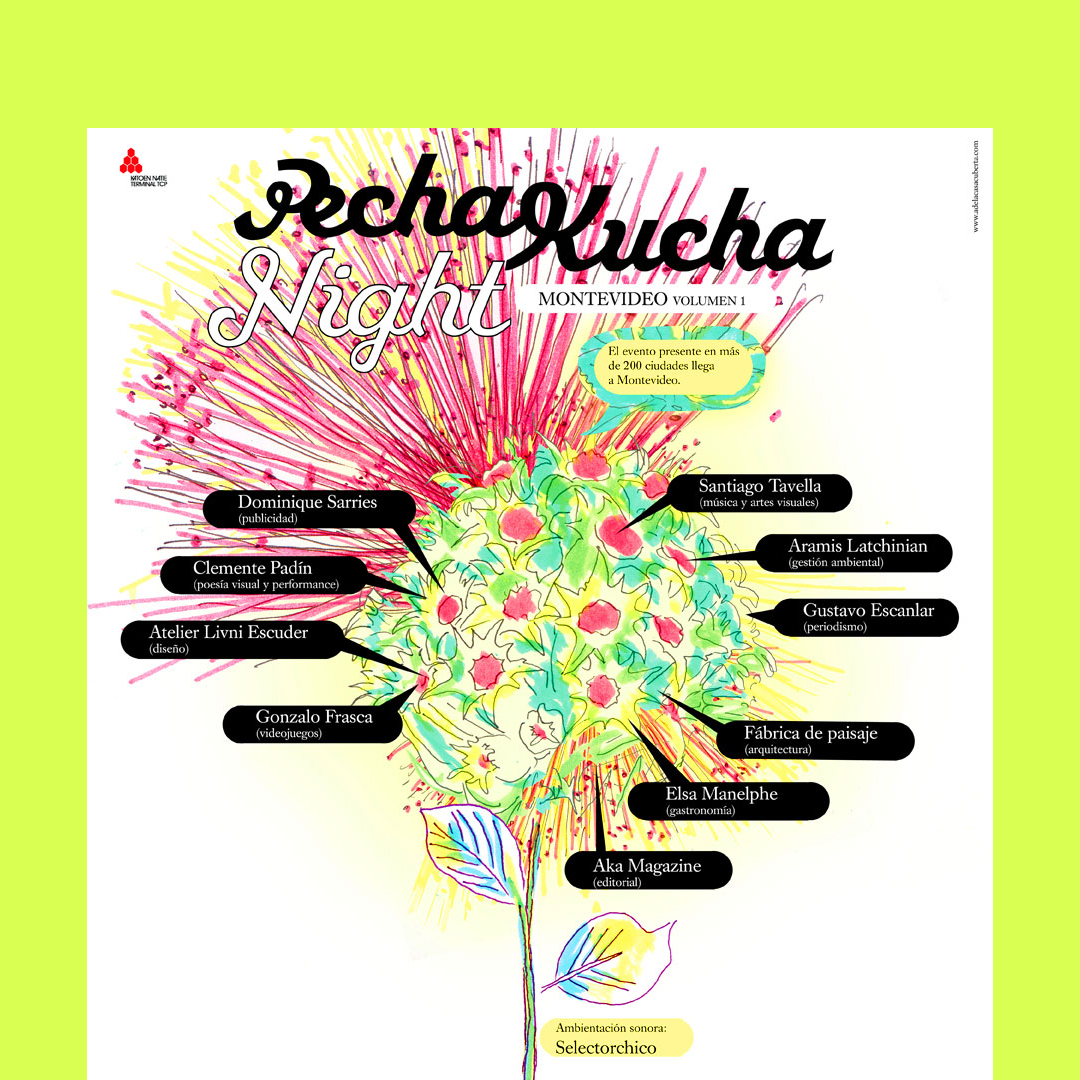 KATOEN NATIE
TERMINAL TCP
www.adelacasacuberta.com
PechaKucha
Night
MONTEVIDEO VOLUMEN 1
El evento presente en más
de 200 ciudades llega
a Montevideo.
Dominique Sarries
(publicidad)
Clemente Padín
(poesía visual y performance)
Atelier Livni Escuder
(diseño)
Gonzalo Frasca
(videojuegos)
Santiago Tavella
(música y artes visuales)
Aramis Latchinian
(gestión ambiental)
Gustavo Escanlar
(periodismo)
Fábrica de paisaje
(arquitectura)
Elsa Manelphe
(gastronomía)
Aka Magazine
(editorial)
Ambientación sonora:
Selectorchico